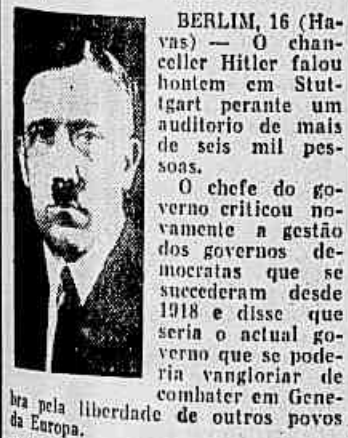 BERLIM, 16 (Ha-
vas) — O chan-
celler Hitler falou
hontem em Stut-
tgart perante um
auditorio de mais
de seis mil pes-
soas.
O chefe do go-
verno criticou no-
vamente a gestão
dos governos de-
mocratas que se
succederam desde
1918 e disse que
seria o actual go-
verno que se pode-
ria vangloriar de
combater em Gene-
bra pela liberdade de outros povos
da Europa.